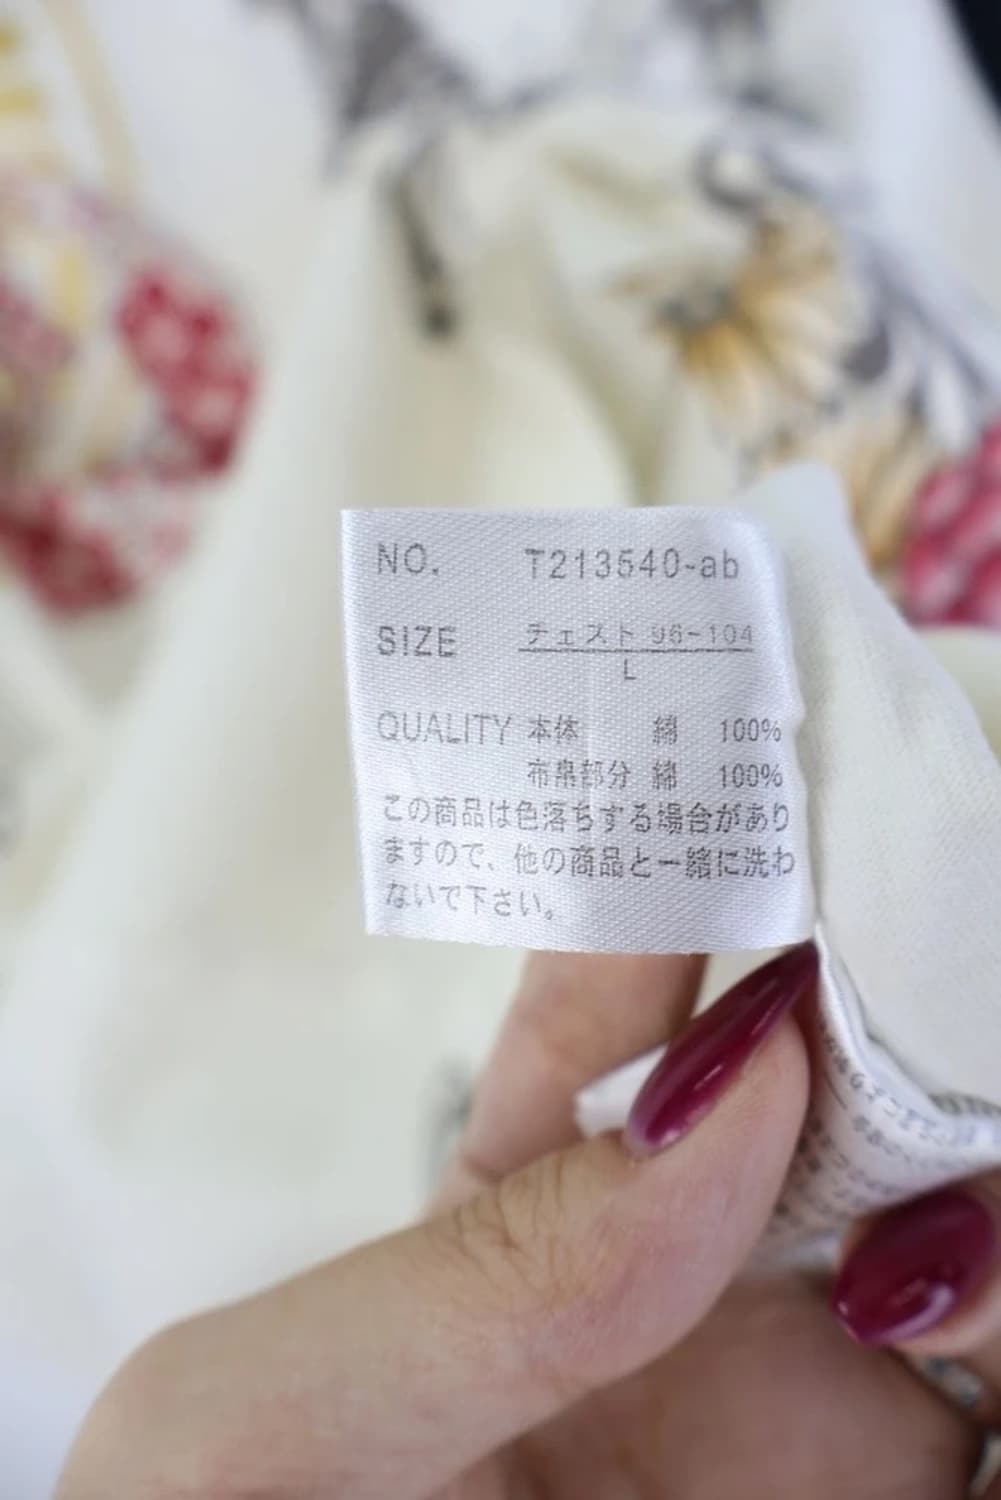 NO. T213540-ab
SIZE チェスト 96-104
L
QUALITY 本体 綿 100%
布帛部分 綿 100%
この商品は色落ちする場合があり
ますので、他の商品と一緒に洗わ
ないで下さい。